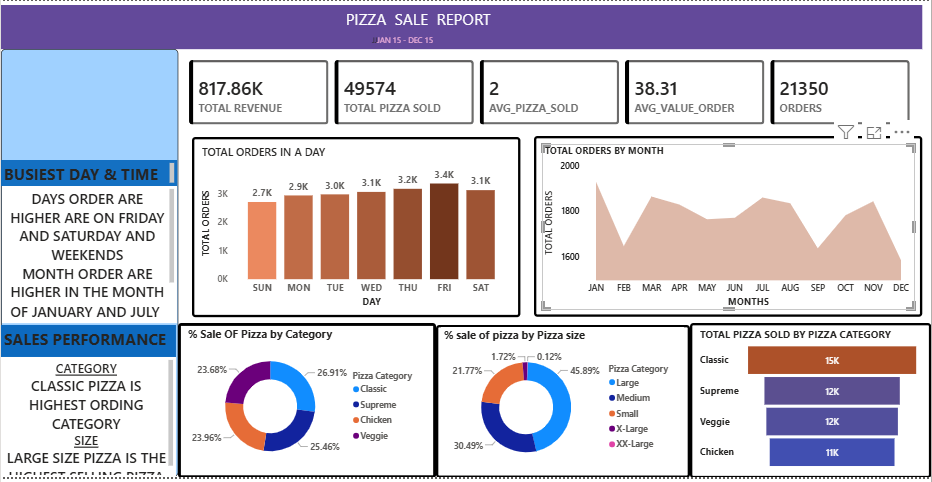 PIZZA SALE REPORT
JAN 15 - DEC 15
817.86K
TOTAL REVENUE
49574
TOTAL PIZZA SOLD
2
AVG_PIZZA_SOLD
38.31
AVG_VALUE_ORDER
21350
ORDERS
BUSIEST DAY & TIME
DAYS ORDER ARE
HIGHER ARE ON FRIDAY
AND SATURDAY AND
WEEKENDS
MONTH ORDER ARE
HIGHER IN THE MONTH
OF JANUARY AND JULY
SALES PERFORMANCE
CATEGORY
CLASSIC PIZZA IS
HIGHEST ORDING
CATEGORY
SIZE
LARGE SIZE PIZZA IS THE
HIGHEST SELLING PIZZA
TOTAL ORDERS IN A DAY
TOTAL ORDERS
3K
2K
1K
0K
2.7K
2.9K
3.0K
3.1K
3.2K
3.4K
3.1K
SUN MON TUE WED THU FRI SAT
DAY
TOTAL ORDERS BY MONTH
TOTAL ORDERS
2000
1800
1600
JAN FEB MAR APR MAY JUN JUL AUG SEP OCT NOV DEC
MONTHS
% Sale OF Pizza by Category
23.68%
26.91%
23.96%
25.46%
Pizza Category
Classic
Supreme
Chicken
Veggie
% sale of pizza by Pizza size
1.72%
0.12%
21.77%
45.89%
30.49%
Pizza Category
Large
Medium
Small
X-Large
XX-Large
TOTAL PIZZA SOLD BY PIZZA CATEGORY
Classic 15K
Supreme 12K
Veggie 12K
Chicken 11K